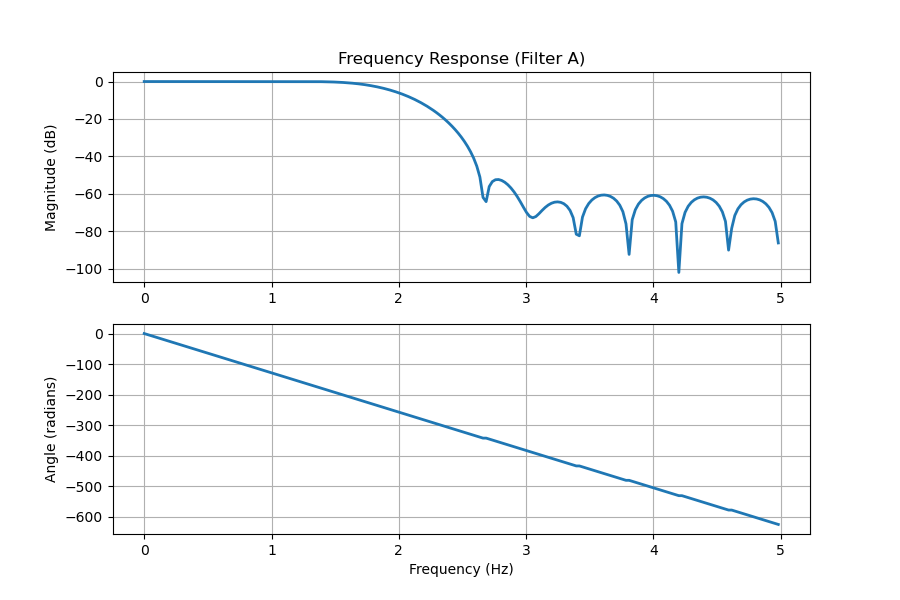 Frequency Response (Filter A)
Magnitude (dB)
0
−20
−40
−60
−80
−100
0 1 2 3 4 5
Angle (radians)
0
−100
−200
−300
−400
−500
−600
0 1 2 3 4 5
Frequency (Hz)